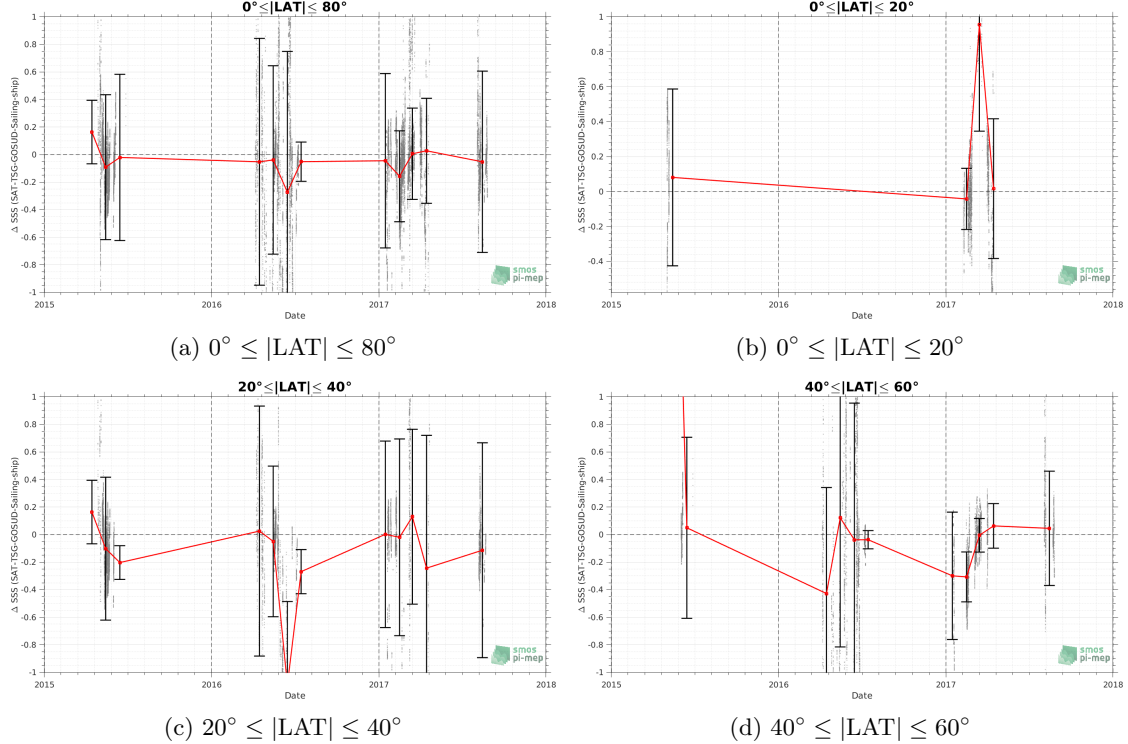 0°≤|LAT|≤ 80°
Δ SSS (SAT-TSG-GOSUD-Sailing-ship)
1
0.8
0.6
0.4
0.2
0
-0.2
-0.4
-0.6
-0.8
-1
2015
2016
2017
2018
Date
smos
pi-mep
(a) 0° ≤ |LAT| ≤ 80°
0°≤|LAT|≤ 20°
Δ SSS (SAT-TSG-GOSUD-Sailing-ship)
1
0.8
0.6
0.4
0.2
0
-0.2
-0.4
2015
2016
2017
2018
Date
smos
pi-mep
(b) 0° ≤ |LAT| ≤ 20°
20°≤|LAT|≤ 40°
Δ SSS (SAT-TSG-GOSUD-Sailing-ship)
1
0.8
0.6
0.4
0.2
0
-0.2
-0.4
-0.6
-0.8
-1
2015
2016
2017
2018
Date
smos
pi-mep
(c) 20° ≤ |LAT| ≤ 40°
40°≤|LAT|≤ 60°
Δ SSS (SAT-TSG-GOSUD-Sailing-ship)
1
0.8
0.6
0.4
0.2
0
-0.2
-0.4
-0.6
-0.8
-1
2015
2016
2017
2018
Date
smos
pi-mep
(d) 40° ≤ |LAT| ≤ 60°